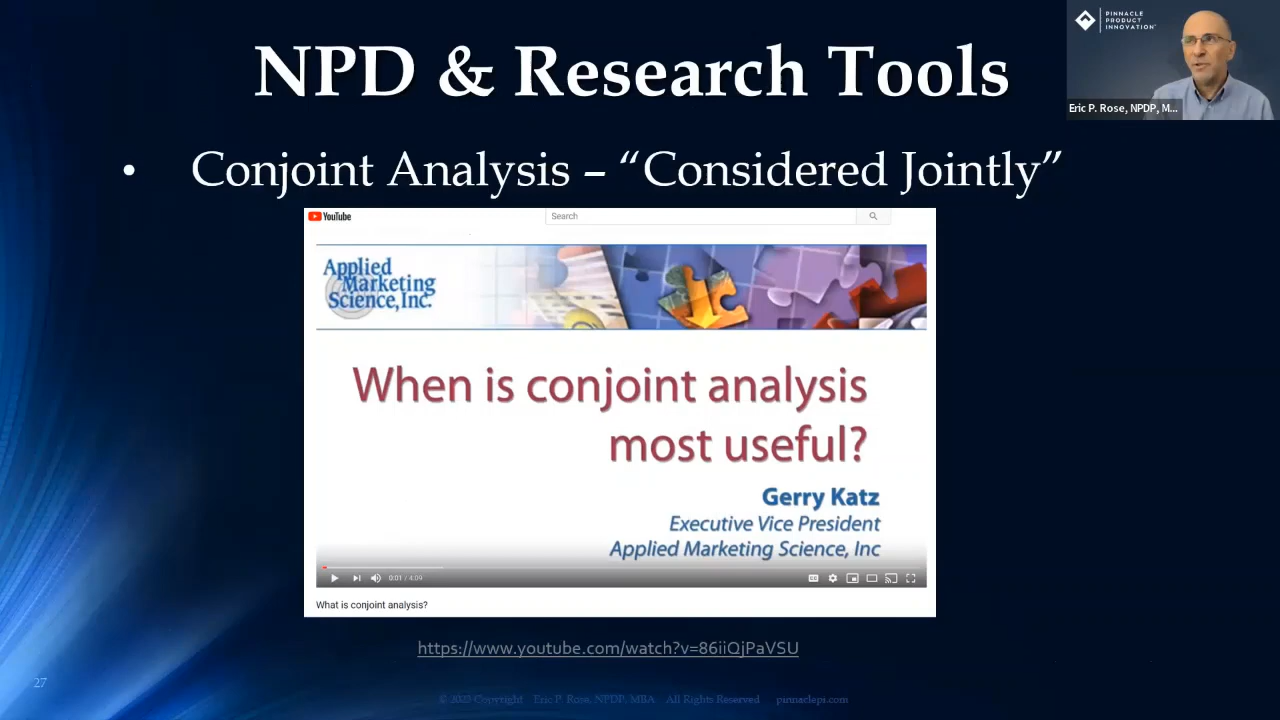 NPD & Research Tools
PINNACLE
PRODUCT
INNOVATION
Eric P. Rose, NPDP, M...
• Conjoint Analysis – “Considered Jointly”
YouTube
Search
Applied
Marketing
Science, Inc.
When is conjoint analysis
most useful?
Gerry Katz
Executive Vice President
Applied Marketing Science, Inc
0:01 / 4:09
What is conjoint analysis?
https://www.youtube.com/watch?v=86iiQjPaVSU
27
Copyright Eric P. Rose, NPDP, MBA All Rights Reserved pinnaclepi.com